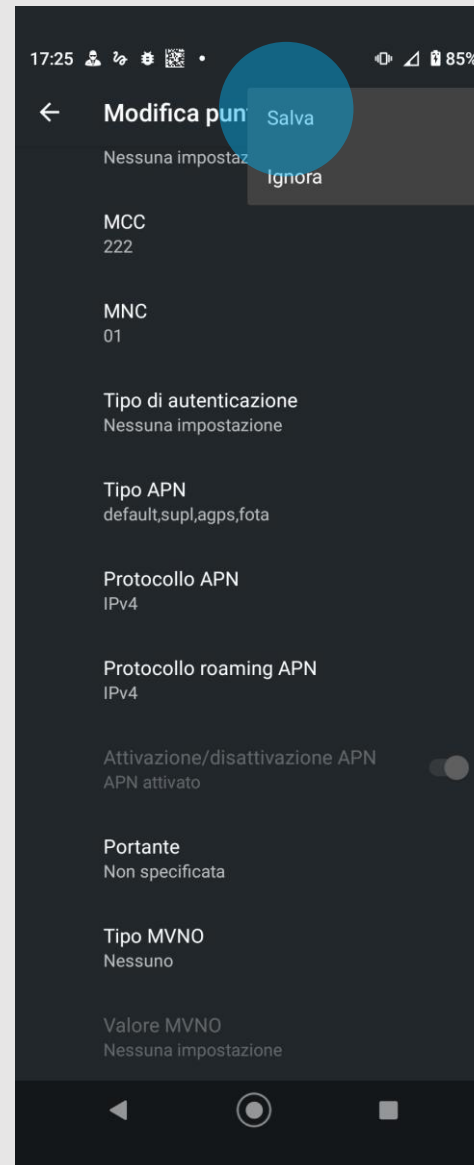 17:25 85%
Modifica pun
Salva
Nessuna impostaz
Ignora
MCC
222
MNC
01
Tipo di autenticazione
Nessuna impostazione
Tipo APN
default,supl,agps,fota
Protocollo APN
IPv4
Protocollo roaming APN
IPv4
Attivazione/disattivazione APN
APN attivato
Portante
Non specificata
Tipo MVNO
Nessuno
Valore MVNO
Nessuna impostazione